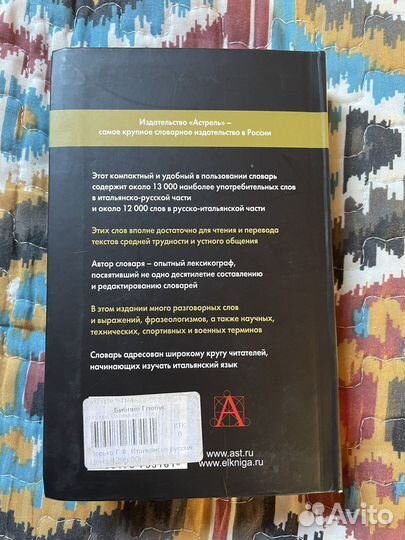 Издательство «Астрель» –
самое крупное словарное издательство в России
Этот компактный и удобный в пользовании словарь
содержит около 13 000 наиболее употребительных слов
в итальянско-русской части
и около 12 000 слов в русско-итальянской части
Этих слов вполне достаточно для чтения и перевода
текстов средней трудности и устного общения
Автор словаря – опытный лексикограф,
посвятивший не одно десятилетие составлению
и редактированию словарей
В этом издании много разговорных слов
и выражений, фразеологизмов, а также научных,
технических, спортивных и военных терминов
Словарь адресован широкому кругу читателей,
начинающих изучать итальянский язык
Библио Глобус
А
www.ast.ru
www.elkniga.ru
Avito